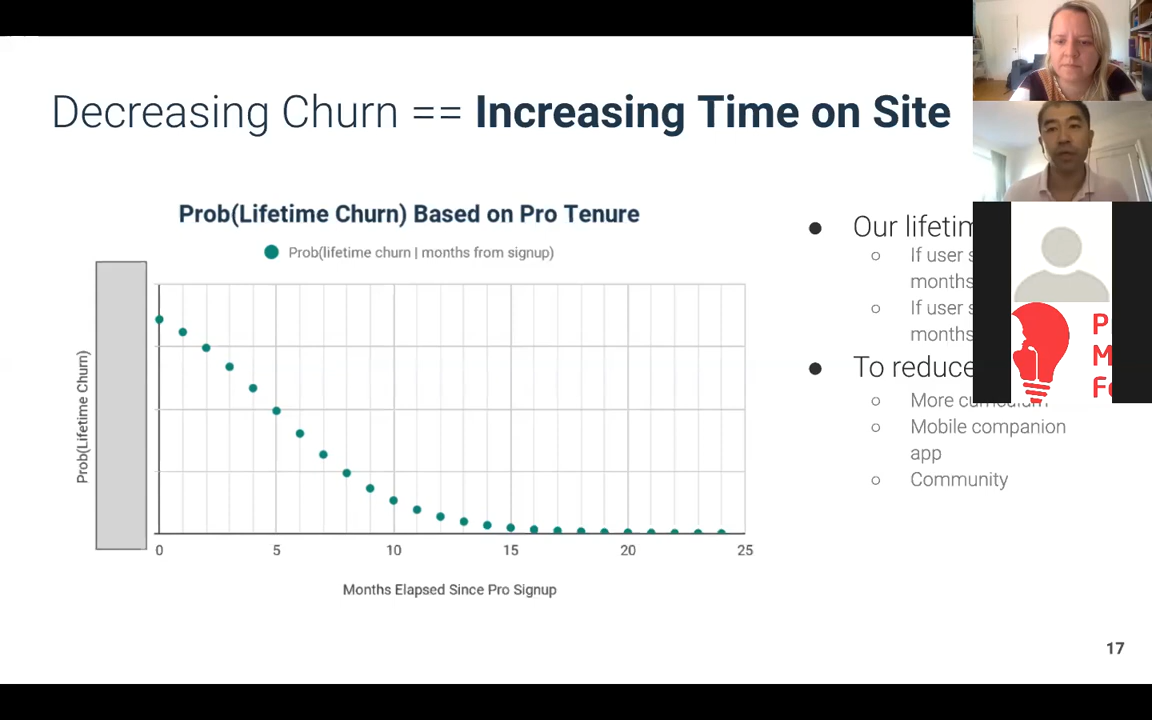 Decreasing Churn == Increasing Time on Site
Prob(Lifetime Churn) Based on Pro Tenure
Prob(lifetime churn | months from signup)
Prob(Lifetime Churn)
0 5 10 15 20 25
Months Elapsed Since Pro Signup
● Our
○ If user
months
○ If user
months
● To reduce
○ More curriculum
○ Mobile companion
app
○ Community
P
M
17